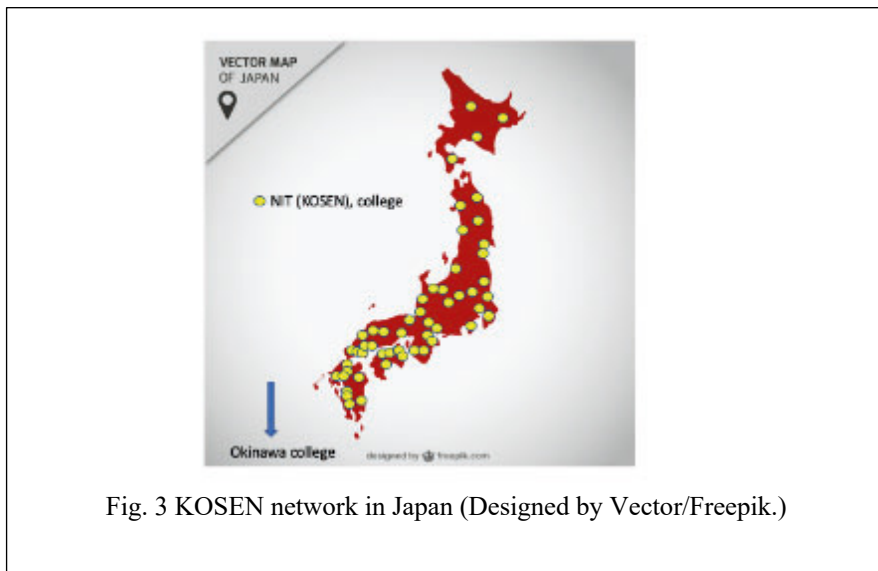 VECTOR MAP
OF JAPAN
NIT (KOSEN), college
Okinawa college
designed by freepik.com
Fig. 3 KOSEN network in Japan (Designed by Vector/Freepik.)